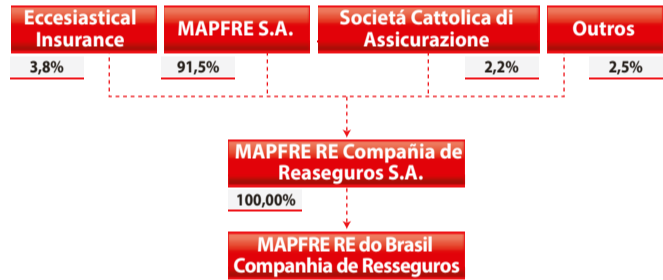 Eccesiastical
Insurance
3,8%
MAPFRE S.A.
91,5%
Societá Cattolica di
Assicurazione
2,2%
Outros
2,5%
MAPFRE RE Compañia de
Reaseguros S.A.
100,00%
MAPFRE RE do Brasil
Companhia de Resseguros